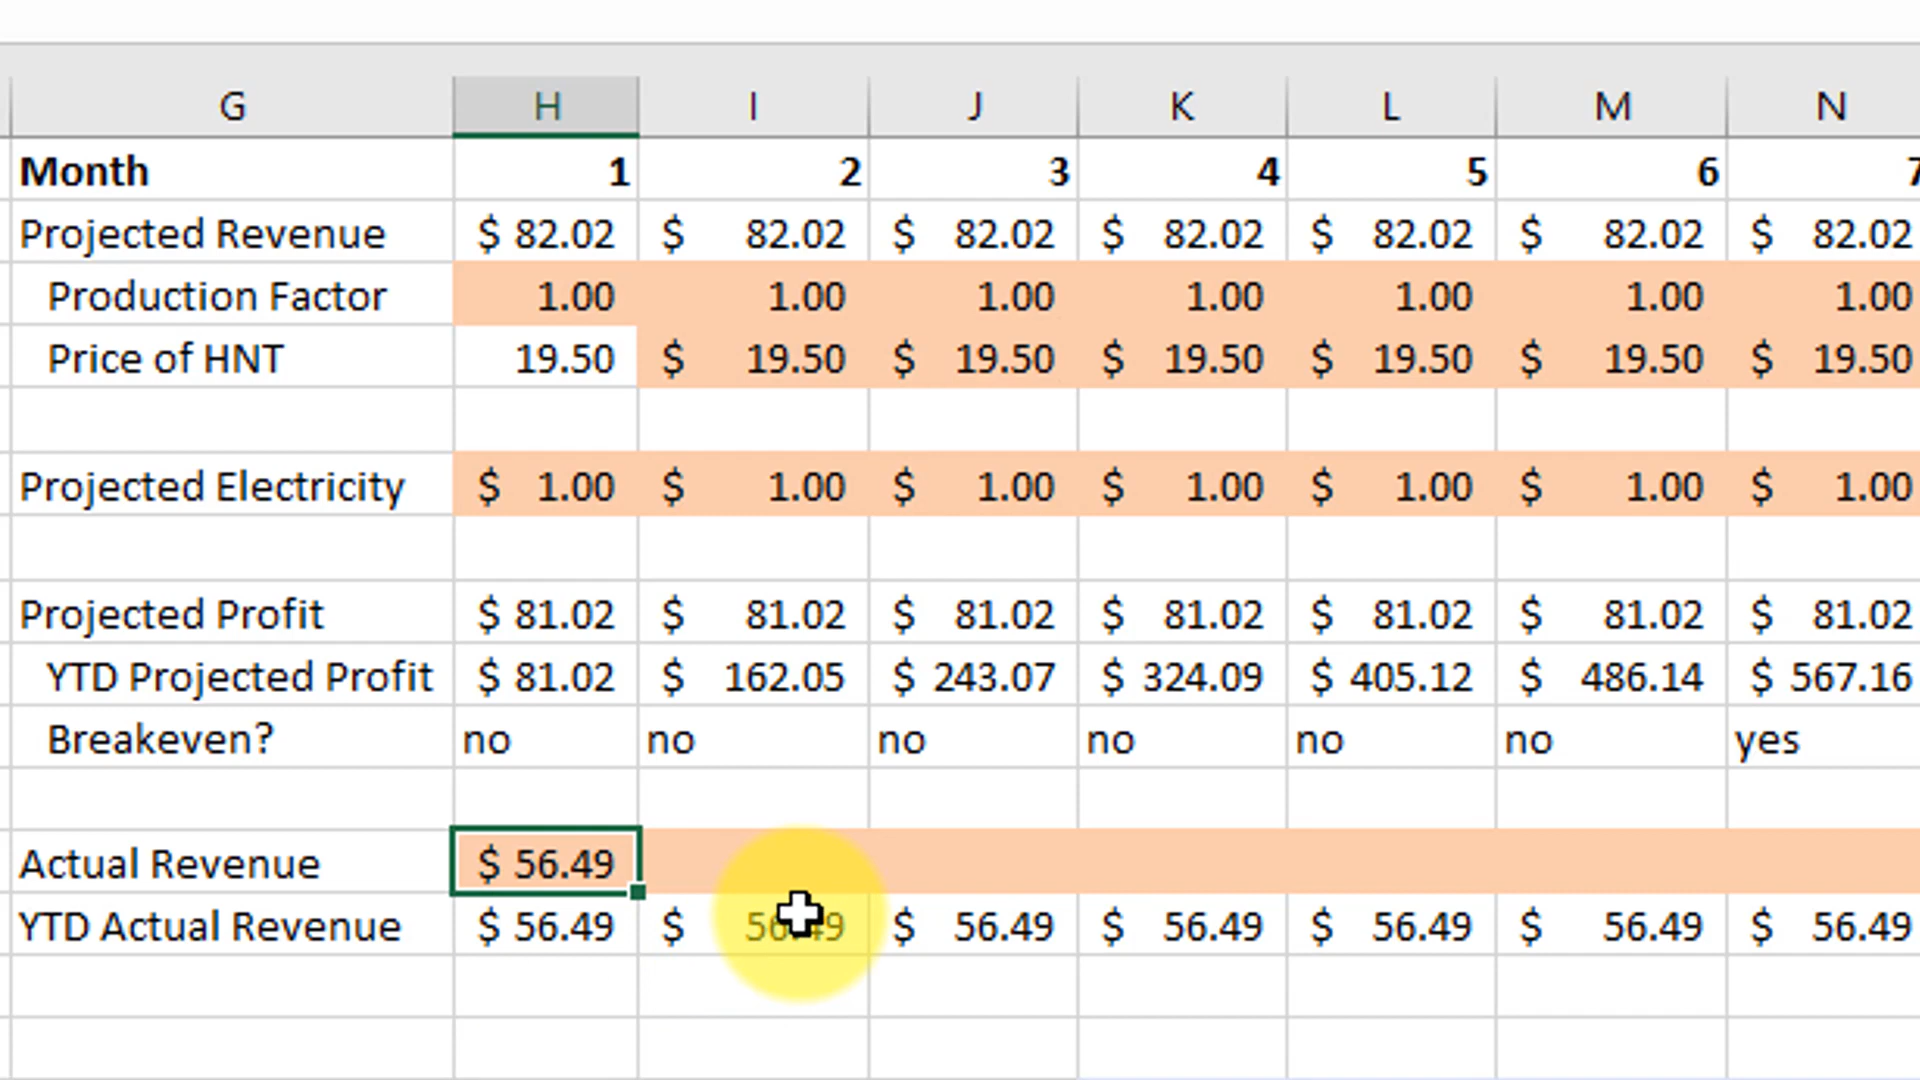 G H I J K L M N
Month 1 2 3 4 5 6 7
Projected Revenue $ 82.02 $ 82.02 $ 82.02 $ 82.02 $ 82.02 $ 82.02 $ 82.02
Production Factor 1.00 1.00 1.00 1.00 1.00 1.00 1.00
Price of HNT 19.50 $ 19.50 $ 19.50 $ 19.50 $ 19.50 $ 19.50 $ 19.50
Projected Electricity $ 1.00 $ 1.00 $ 1.00 $ 1.00 $ 1.00 $ 1.00 $ 1.00
Projected Profit $ 81.02 $ 81.02 $ 81.02 $ 81.02 $ 81.02 $ 81.02 $ 81.02
YTD Projected Profit $ 81.02 $ 162.05 $ 243.07 $ 324.09 $ 405.12 $ 486.14 $ 567.16
Breakeven? no no no no no no yes
Actual Revenue $ 56.49
YTD Actual Revenue $ 56.49 $ 56.49 $ 56.49 $ 56.49 $ 56.49 $ 56.49 $ 56.49